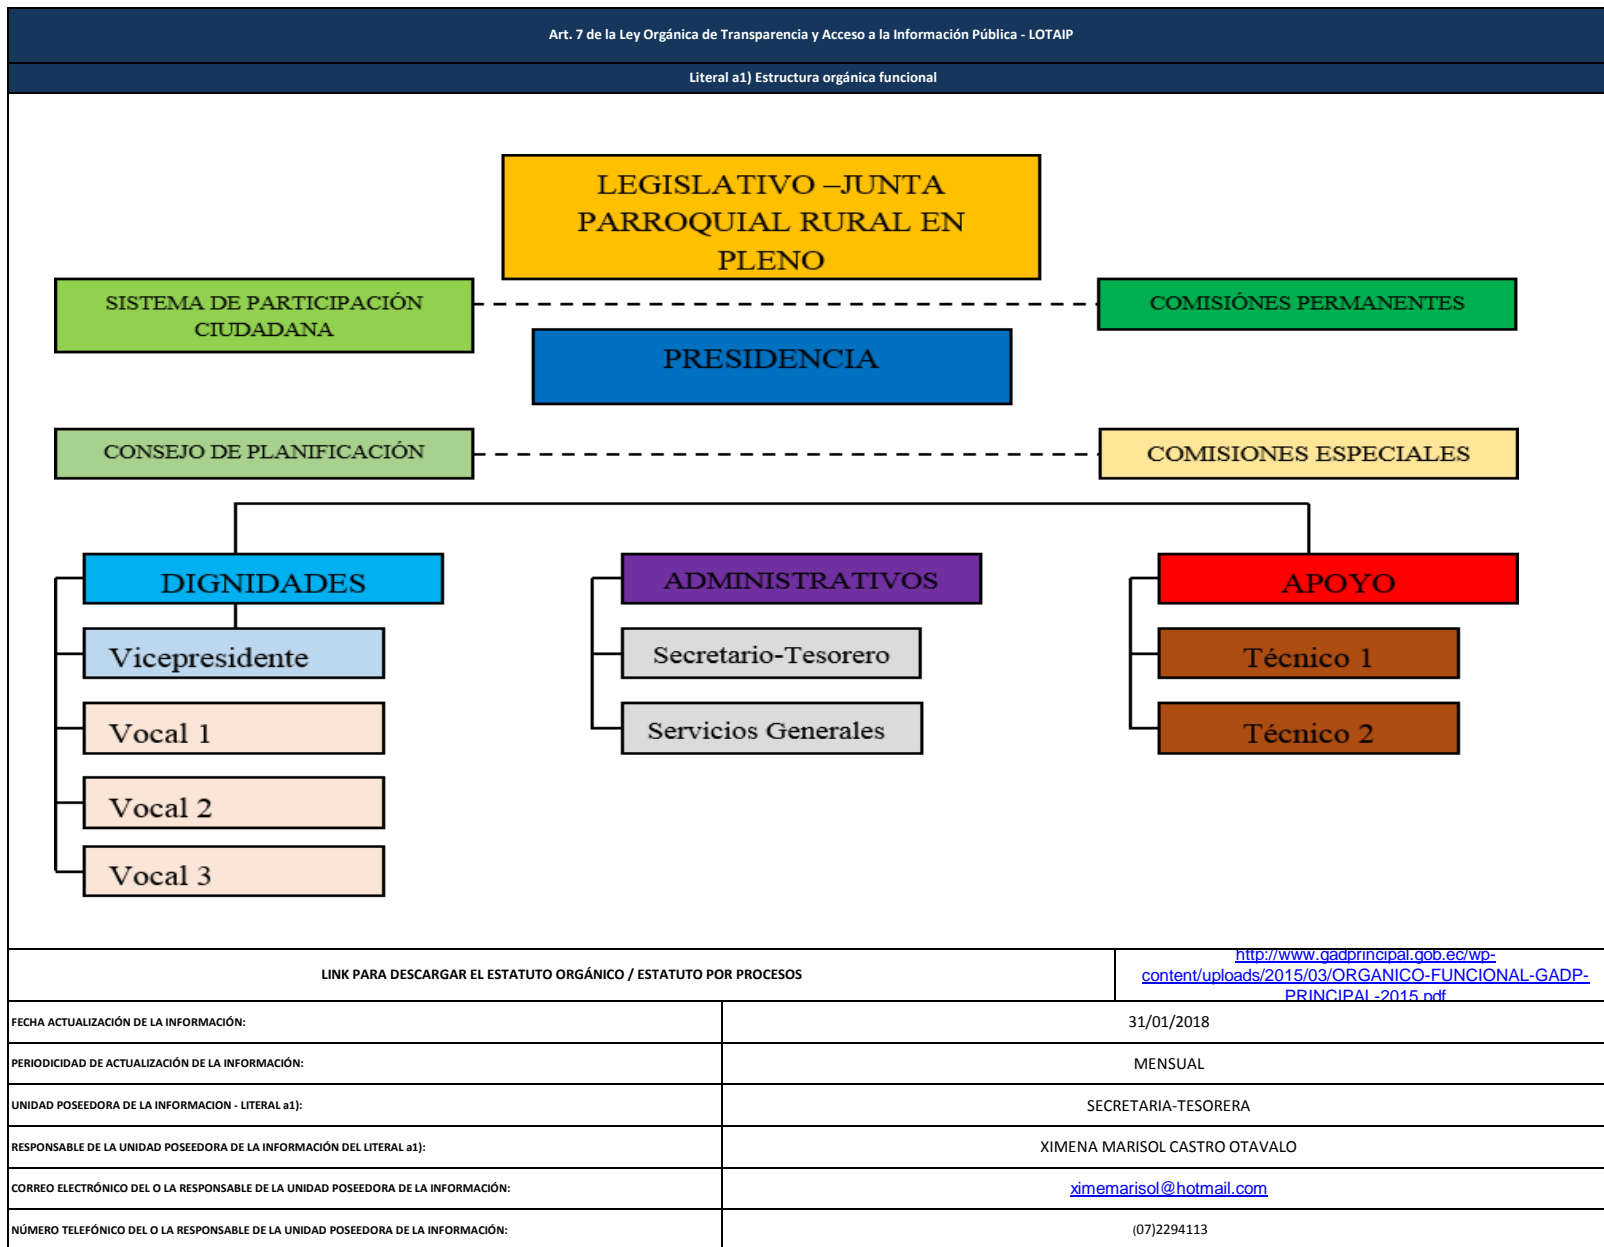 Art. 7 de la Ley Orgánica de Transparencia y Acceso a la Información Pública - LOTAIP
Literal a1) Estructura orgánica funcional
LEGISLATIVO –JUNTA
PARROQUIAL RURAL EN
PLENO
SISTEMA DE PARTICIPACIÓN
CIUDADANA
COMISIÓNES PERMANENTES
PRESIDENCIA
CONSEJO DE PLANIFICACIÓN
COMISIONES ESPECIALES
DIGNIDADES
ADMINISTRATIVOS
APOYO
Vicepresidente
Secretario-Tesorero
Técnico 1
Vocal 1
Servicios Generales
Técnico 2
Vocal 2
Vocal 3
LINK PARA DESCARGAR EL ESTATUTO ORGÁNICO / ESTATUTO POR PROCESOS
http://www.gadprincipal.gob.ec/wp-
content/uploads/2015/03/ORGANICO-FUNCIONAL-GADP-
PRINCIPAL-2015.pdf
FECHA ACTUALIZACIÓN DE LA INFORMACIÓN:
31/01/2018
PERIODICIDAD DE ACTUALIZACIÓN DE LA INFORMACIÓN:
MENSUAL
UNIDAD POSEEDORA DE LA INFORMACION - LITERAL a1):
SECRETARIA-TESORERA
RESPONSABLE DE LA UNIDAD POSEEDORA DE LA INFORMACIÓN DEL LITERAL a1):
XIMENA MARISOL CASTRO OTAVALO
CORREO ELECTRÓNICO DEL O LA RESPONSABLE DE LA UNIDAD POSEEDORA DE LA INFORMACIÓN:
ximemarisol@hotmail.com
NÚMERO TELEFÓNICO DEL O LA RESPONSABLE DE LA UNIDAD POSEEDORA DE LA INFORMACIÓN:
(07)2294113